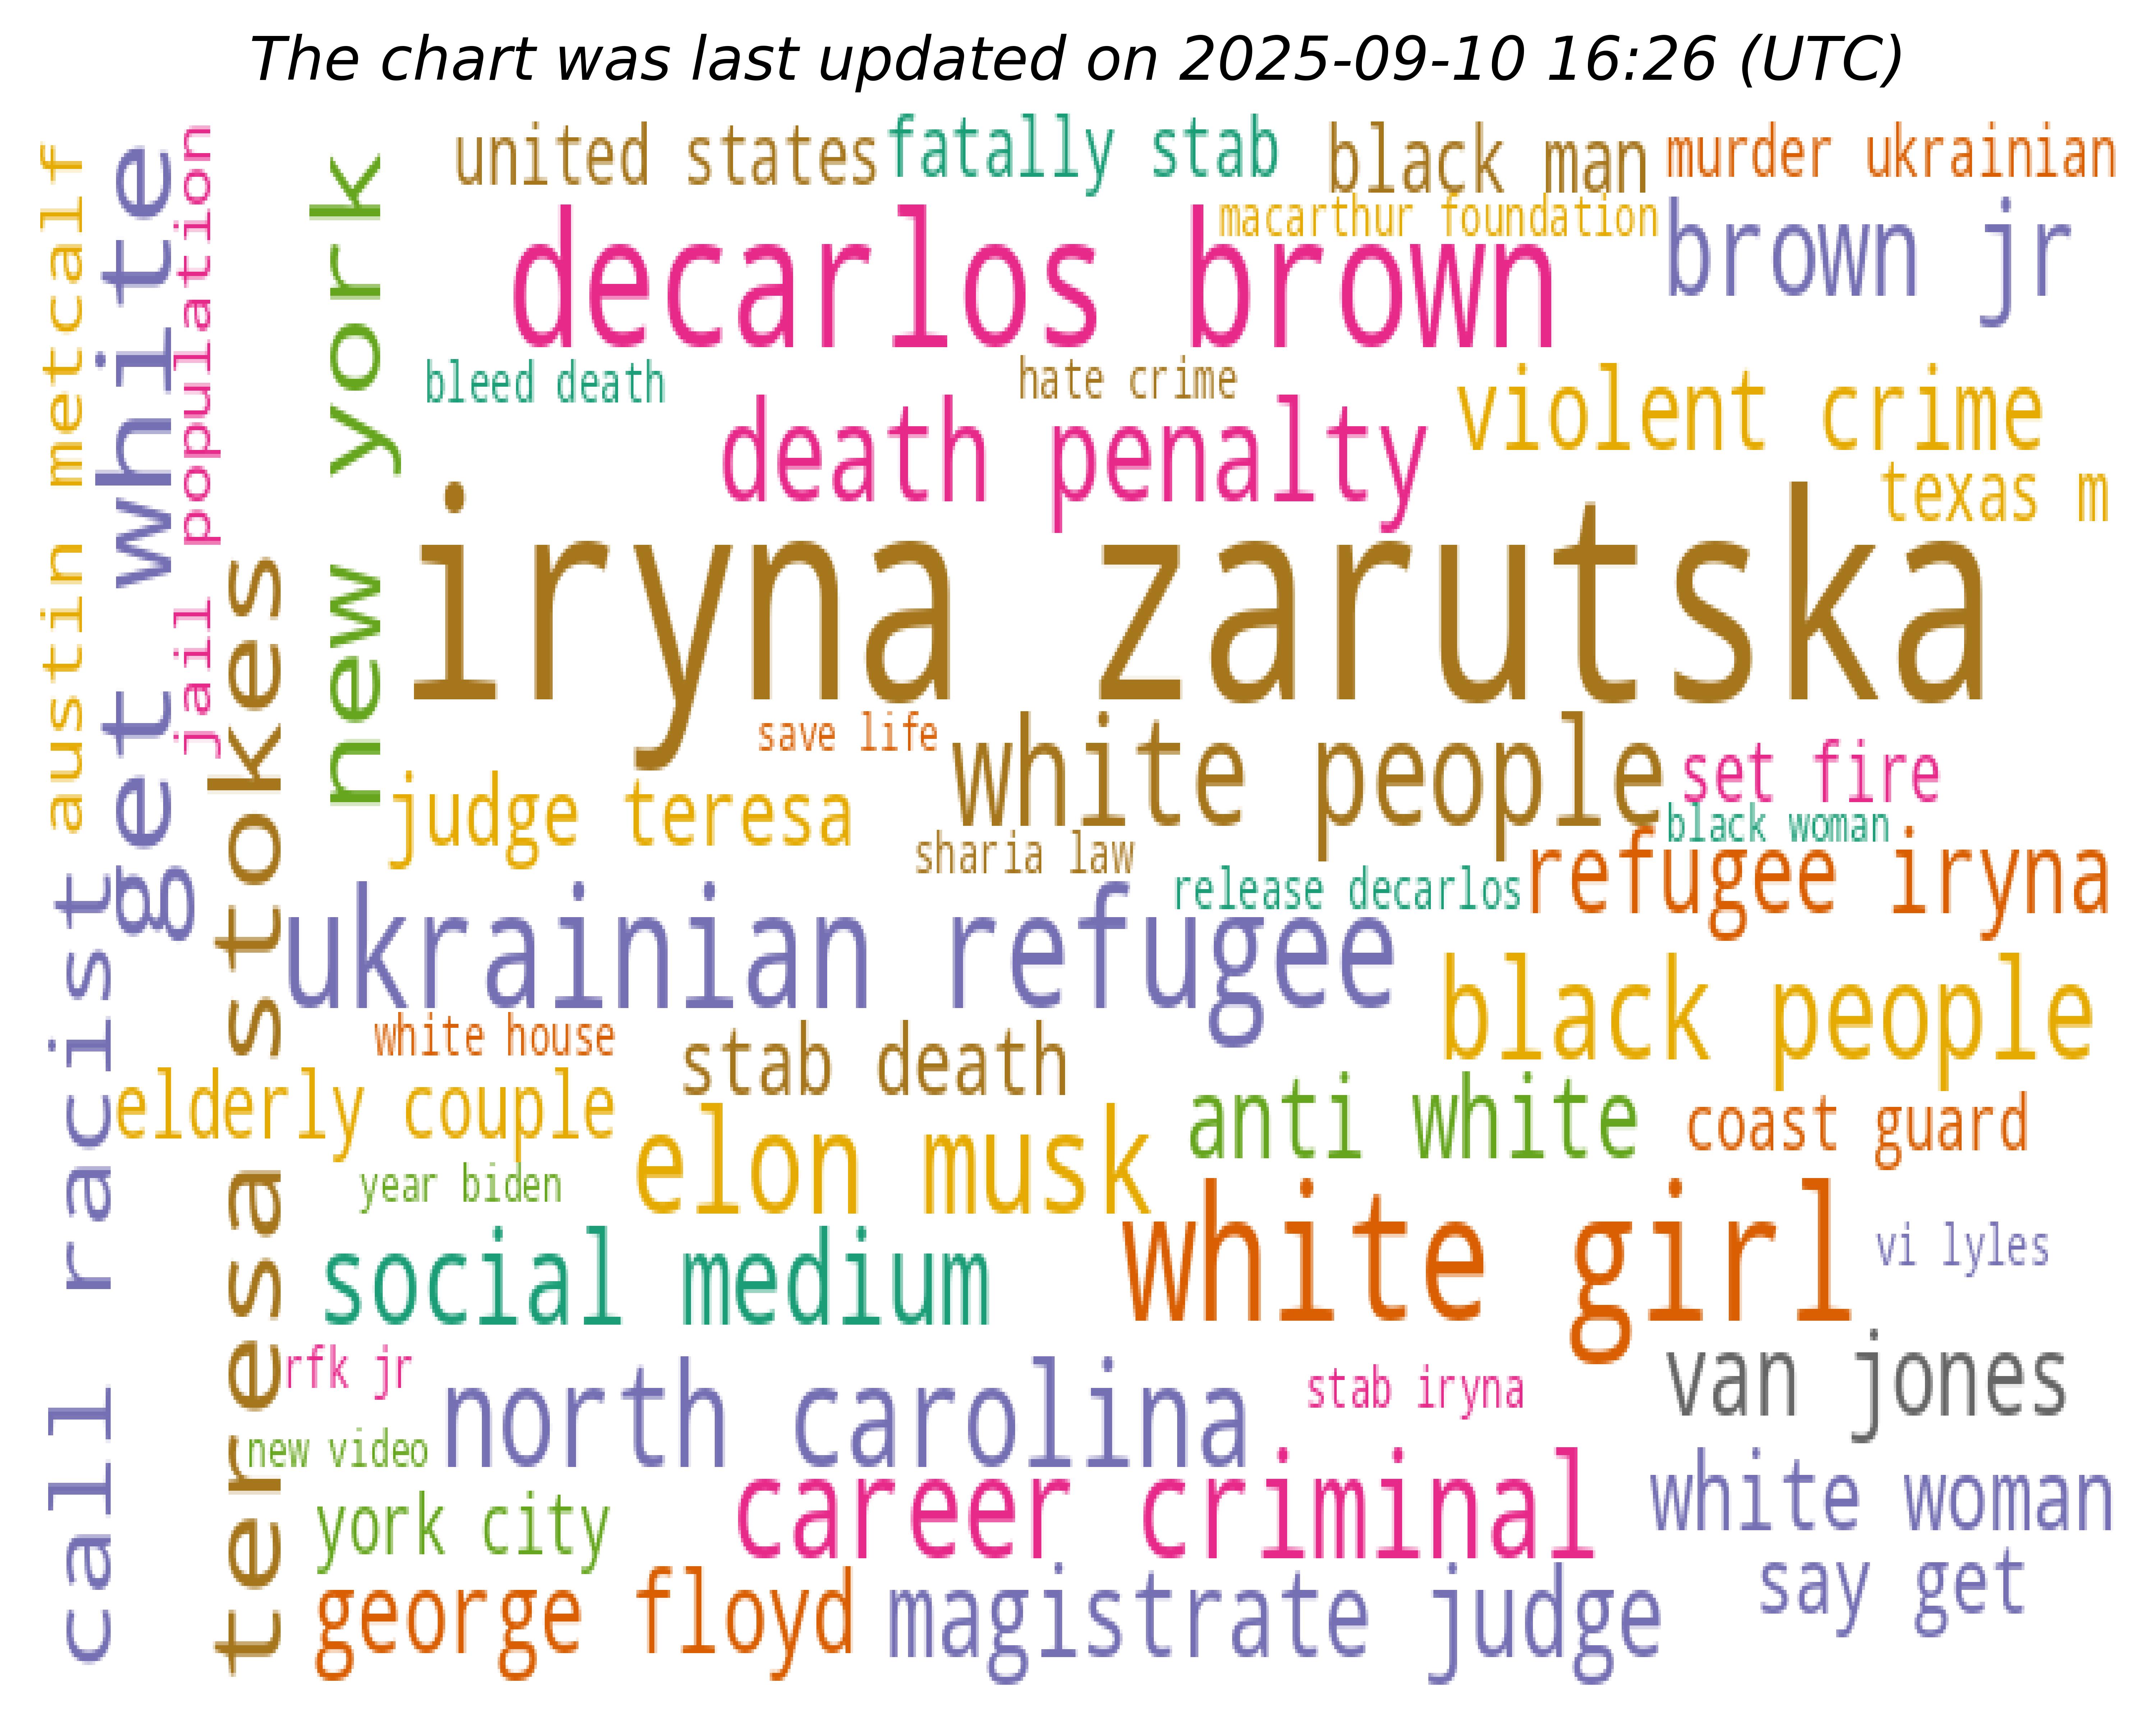 The chart was last updated on 2025-09-10 16:26 (UTC)
united states
fatally stab
black man
murder ukrainian
macarthur foundation
decarlos brown
brown jr
bleed death
hate crime
violent crime
death penalty
texas m
iryna zarutska
save life
white people
set fire
judge teresa
black woman
sharia law
refugee iryna
release decarlos
ukrainian refugee
black people
white house
stab death
elderly couple
anti white
coast guard
elon musk
year biden
white girl
vi lyles
social medium
rfk jr
van jones
north carolina
stab iryna
new video
career criminal
white woman
york city
say get
george floyd
magistrate judge
austin metcalf
get white
jail population
new york
teresa stokes
call racist